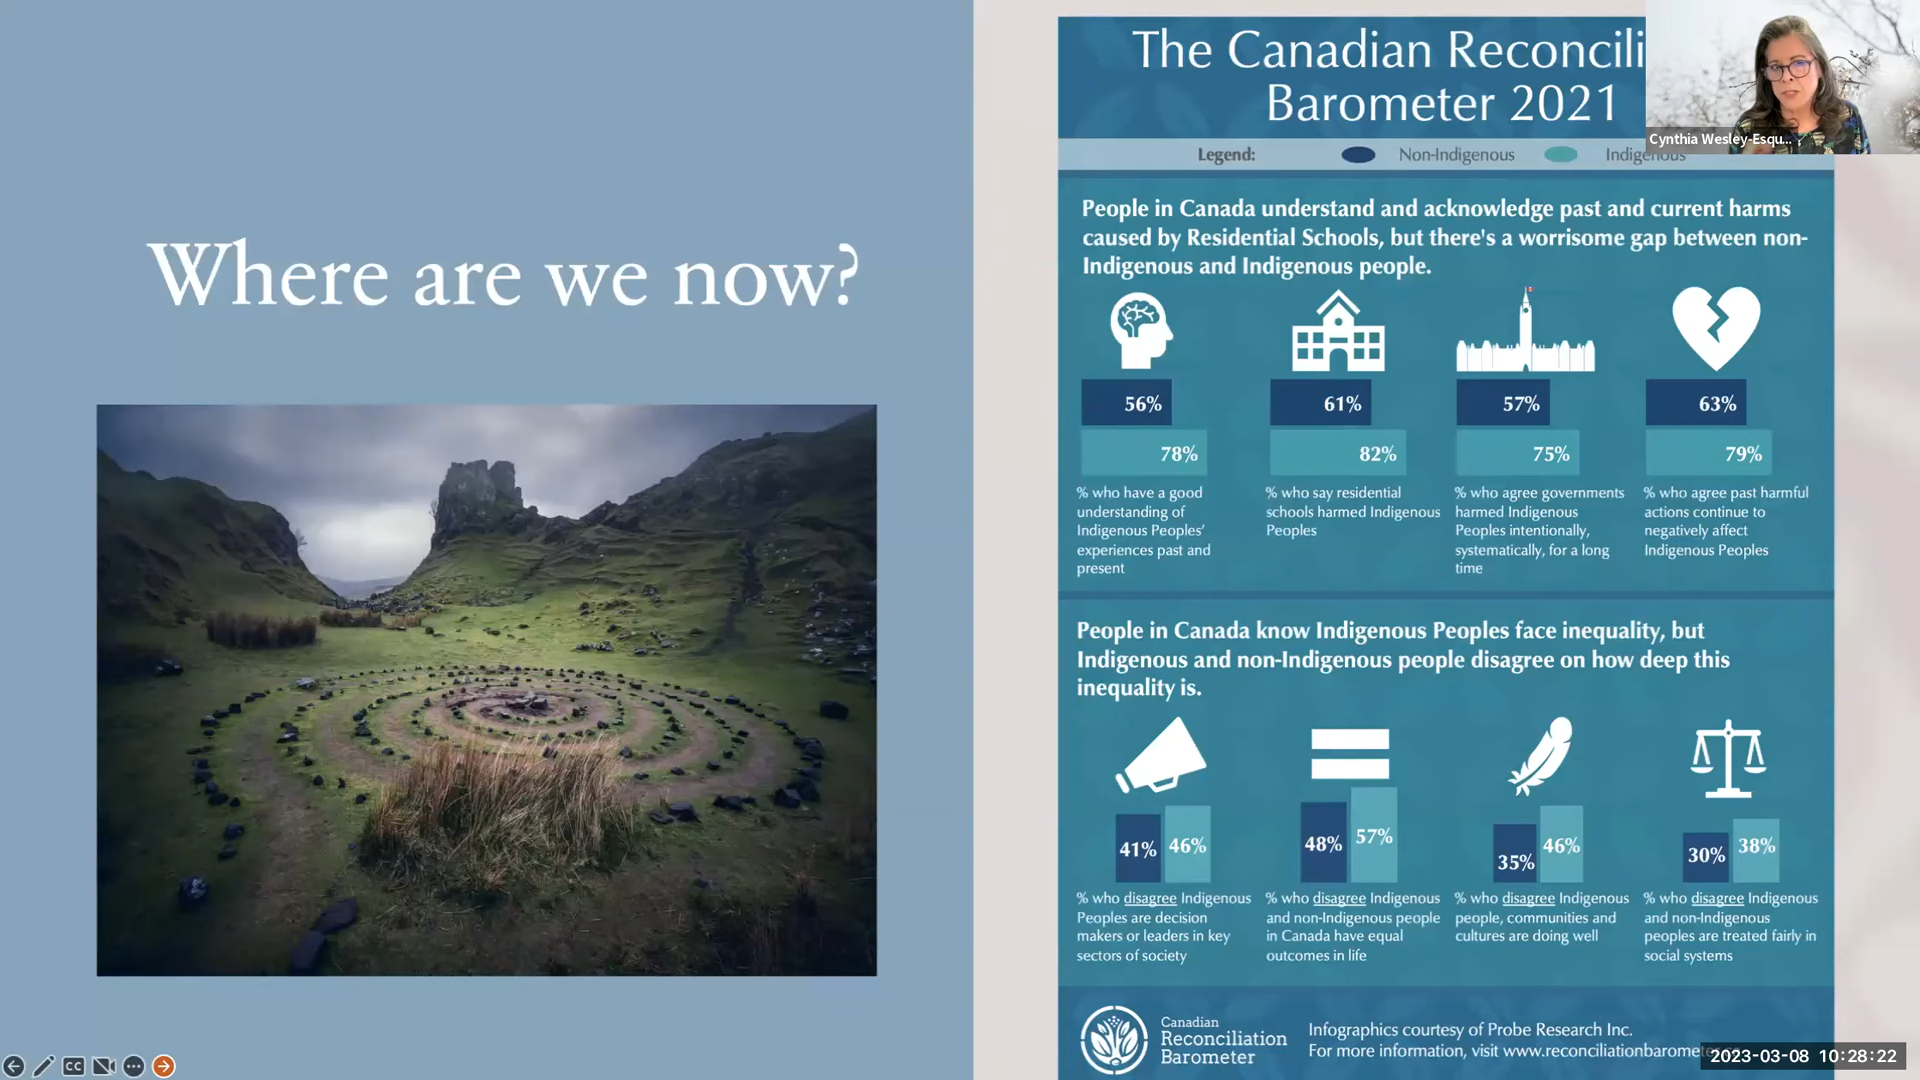 Where are we now?
The Canadian Reconcili
Barometer 2021
Cynthia Wesley-Esqu...
Legend: Non-Indigenous Indigenous
People in Canada understand and acknowledge past and current harms
caused by Residential Schools, but there's a worrisome gap between non-
Indigenous and Indigenous people.
56% 61% 57% 63%
78% 82% 75% 79%
% who have a good
understanding of
Indigenous Peoples'
experiences past and
present
% who say residential
schools harmed Indigenous
Peoples
% who agree governments
harmed Indigenous
Peoples intentionally,
systematically, for a long
time
% who agree past harmful
actions continue to
negatively affect
Indigenous Peoples
People in Canada know Indigenous Peoples face inequality, but
Indigenous and non-Indigenous people disagree on how deep this
inequality is.
41% 46% 48% 57% 35% 46% 30% 38%
% who disagree Indigenous
Peoples are decision
makers or leaders in key
sectors of society
% who disagree Indigenous
and non-Indigenous people
in Canada have equal
outcomes in life
% who disagree Indigenous
people, communities and
cultures are doing well
% who disagree Indigenous
and non-Indigenous
peoples are treated fairly in
social systems
Canadian
Reconciliation
Barometer
Infographics courtesy of Probe Research Inc.
For more information, visit www.reconciliationbaromete
CC
2023-03-08 10:28:22